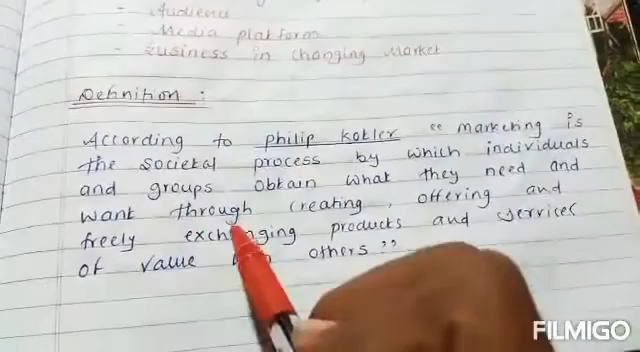 - Audience
- Media platform
- Business in changing Market
Definition :
According to philip kotler " marketing is
the societal process by which individuals
and groups obtain what they need and
want through creating , offering and
freely exchanging products and services
of value others "
FILMIGO